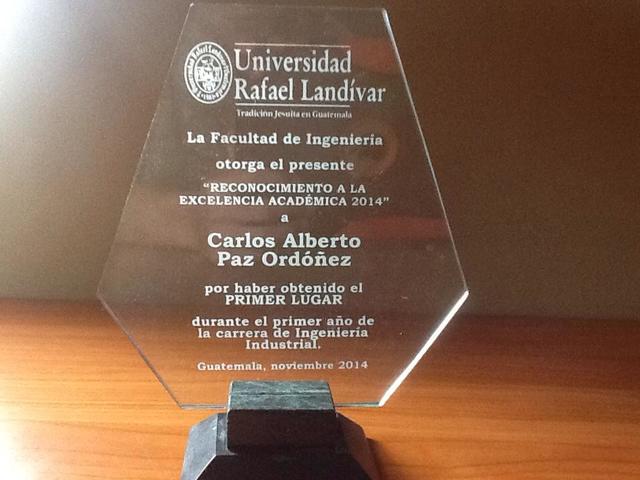 Universidad
Rafael Landívar
Tradición Jesuita en Guatemala
La Facultad de Ingeniería
otorga el presente
"RECONOCIMIENTO A LA
EXCELENCIA ACADÉMICA 2014"
a
Carlos Alberto
Paz Ordóñez
por haber obtenido el
PRIMER LUGAR
durante el primer año de
la carrera de Ingeniería
Industrial.
Guatemala, noviembre 2014